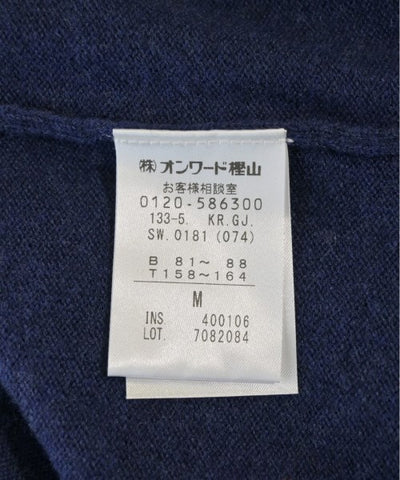 ㈱オンワード樫山
お客様相談室
0120-586300
133-5. KR.GJ.
SW.0181(074)
B 81〜 88
T158〜164
M
INS. 400106
LOT. 7082084